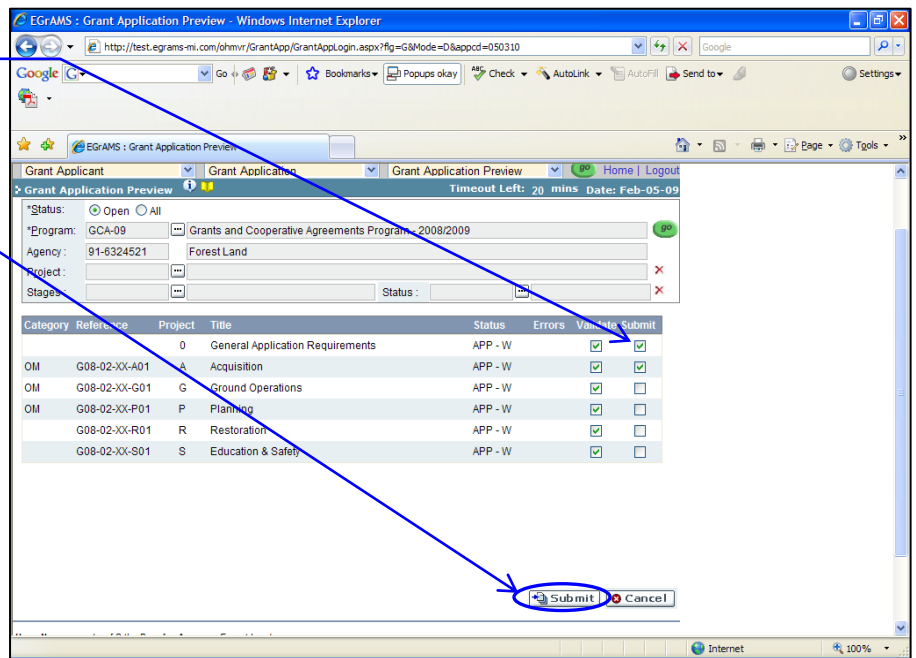 EGrAMS : Grant Application Preview - Windows Internet Explorer
http://test.egrams-mi.com/ohmvr/GrantApp/GrantAppLogin.aspx?flg=G&Mode=D&appcd=050310
Google
Google G Go Bookmarks Popups okay ABC Check AutoLink AutoFill Send to Settings
EGrAMS : Grant Application Preview Page Tools »
Grant Applicant Grant Application Grant Application Preview go Home | Logout
Grant Application Preview Timeout Left: 20 mins Date: Feb-05-09
*Status: Open All
*Program: GCA-09 ... Grants and Cooperative Agreements Program - 2008/2009 go
Agency : 91-6324521 Forest Land
Project : ...
Stages : ... Status : ...
Category Reference Project Title Status Errors Validate Submit
0 General Application Requirements APP - W
OM G08-02-XX-A01 A Acquisition APP - W
OM G08-02-XX-G01 G Ground Operations APP - W
OM G08-02-XX-P01 P Planning APP - W
G08-02-XX-R01 R Restoration APP - W
G08-02-XX-S01 S Education & Safety APP - W
Submit Cancel
Internet 100%